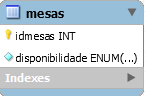 mesas
idmesas INT
disponibilidade ENUM(...)
Indexes